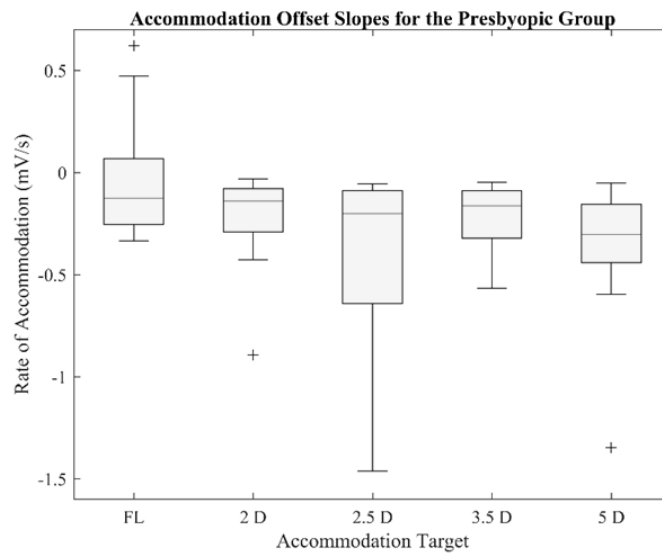 Accommodation Offset Slopes for the Presbyopic Group
Rate of Accommodation (mV/s)
0.5
0
-0.5
-1
-1.5
FL
2 D
2.5 D
3.5 D
5 D
Accommodation Target